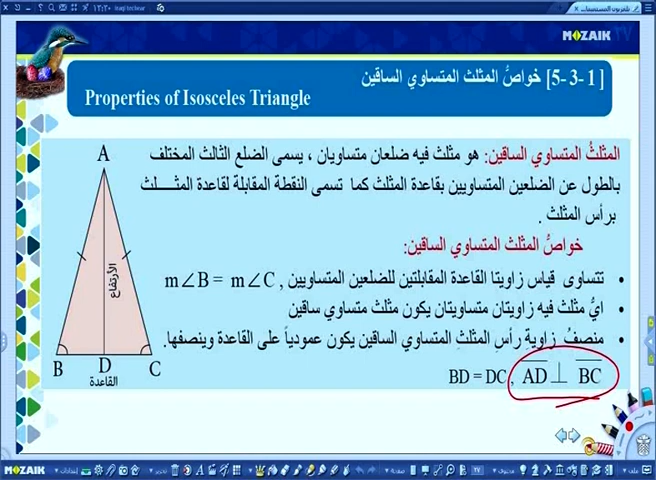 MOZAIK TV
[5-3-1] خواصُّ المثلث المتساوي الساقين
Properties of Isosceles Triangle
المثلثُ المتساوي الساقين: هو مثلث فيه ضلعان متساويان ، يسمى الضلع الثالث المختلف
بالطول عن الضلعين المتساويين بقاعدة المثلث كما تسمى النقطة المقابلة لقاعدة المثـــــلث
برأس المثلث .
خواصُّ المثلث المتساوي الساقين:
• تتساوى قياس زاويتا القاعدة المقابلتين للضلعين المتساويين , m∠B = m∠C
• ايُّ مثلث فيه زاويتان متساويتان يكون مثلث متساوي ساقين
• منصفُ زاويةِ رأسِ المثلثِ المتساوي الساقين يكون عمودياً على القاعدة وينصفها.
BD = DC , AD ⊥ BC
A
الأرتفاع
B D C
القاعدة
MOZAIK